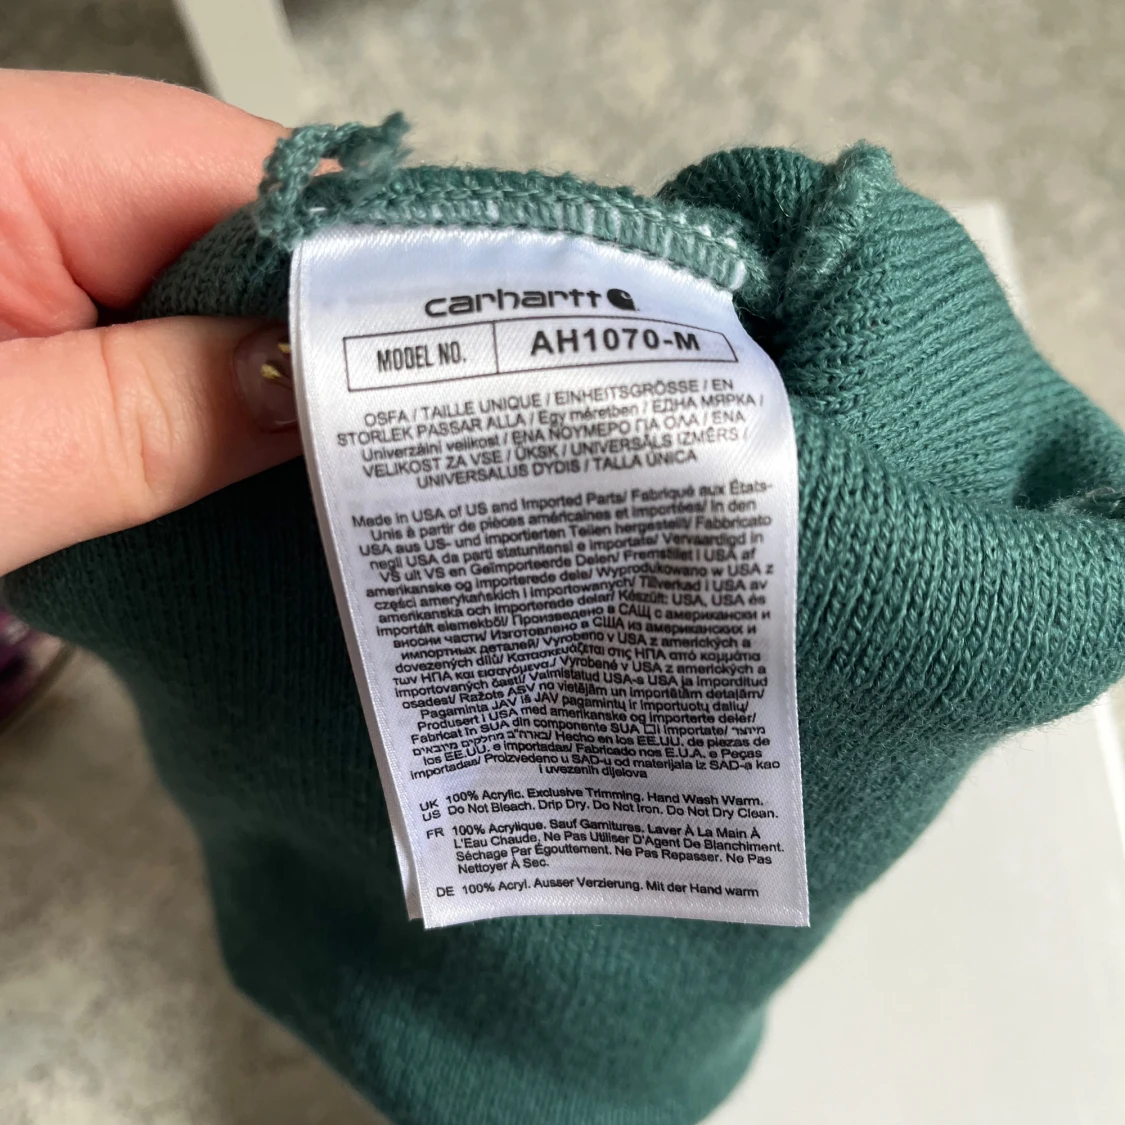 carhartt
MODEL NO. AH1070-M
OSFA / TAILLE UNIQUE / EINHEITSGRÖSSE / EN
STORLEK PASSAR ALLA / Egy méretben / ЕДНА МЯРКА /
Univerzální velikost / ΕΝΑ ΝΟΥΜΕΡΟ ΓΙΑ ΟΛΑ / ENA
VELIKOST ZA VSE / ÜKSK / UNIVERSĀLS IZMĒRS /
UNIVERSALUS DYDIS / TALLA ÚNICA
Made in USA of US and Imported Parts/ Fabriqué aux États-
Unis à partir de pièces américaines et importées/ In den
USA aus US- und importierten Teilen hergestellt/ Fabbricato
negli USA da parti statunitensi e importate/ Vervaardigd in
VS uit VS en Geïmporteerde Delen/ Fremstillet i USA af
amerikanske og importerede dele/ Wyprodukowano w USA z
części amerykańskich i importowanych/ Tillverkad i USA av
amerikanska och importerade delar/ Készült: USA, USA és
importált elemekből/ Произведено в САЩ с американски и
вносни части/ Изготовлено в США из американских и
импортных деталей/ Vyrobeno v USA z amerických a
dovezených dílů/ Κατασκευάζεται στις ΗΠΑ από κομμάτια
των ΗΠΑ και εισαγόμενα./ Vyrobené v USA z amerických a
importovaných častí/ Valmistatud USA-s USA ja imporditud
osadest/ Ražots ASV no vietējām un importētām detaļām/
Pagaminta JAV iš JAV pagamintų ir importuotų dalių/
Produsert i USA med amerikanske og importerte deler/
Fabricat în SUA din componente SUA □i importate/ מיוצר
בארה"ב מחלקים מיובאים/ Hecho en los EE.UU. de piezas de
los EE.UU. e importadas/ Fabricado nos E.U.A. e Peças
Importadas/ Proizvedeno u SAD-u od materijala iz SAD-a kao
i uvezenih dijelova
UK 100% Acrylic. Exclusive Trimming. Hand Wash Warm.
US Do Not Bleach. Drip Dry. Do Not Iron. Do Not Dry Clean.
FR 100% Acrylique. Sauf Garnitures. Laver À La Main À
L'Eau Chaude, Ne Pas Utiliser D'Agent De Blanchiment.
Séchage Par Égouttement. Ne Pas Repasser. Ne Pas
Nettoyer À Sec.
DE 100% Acryl. Ausser Verzierung. Mit der Hand warm